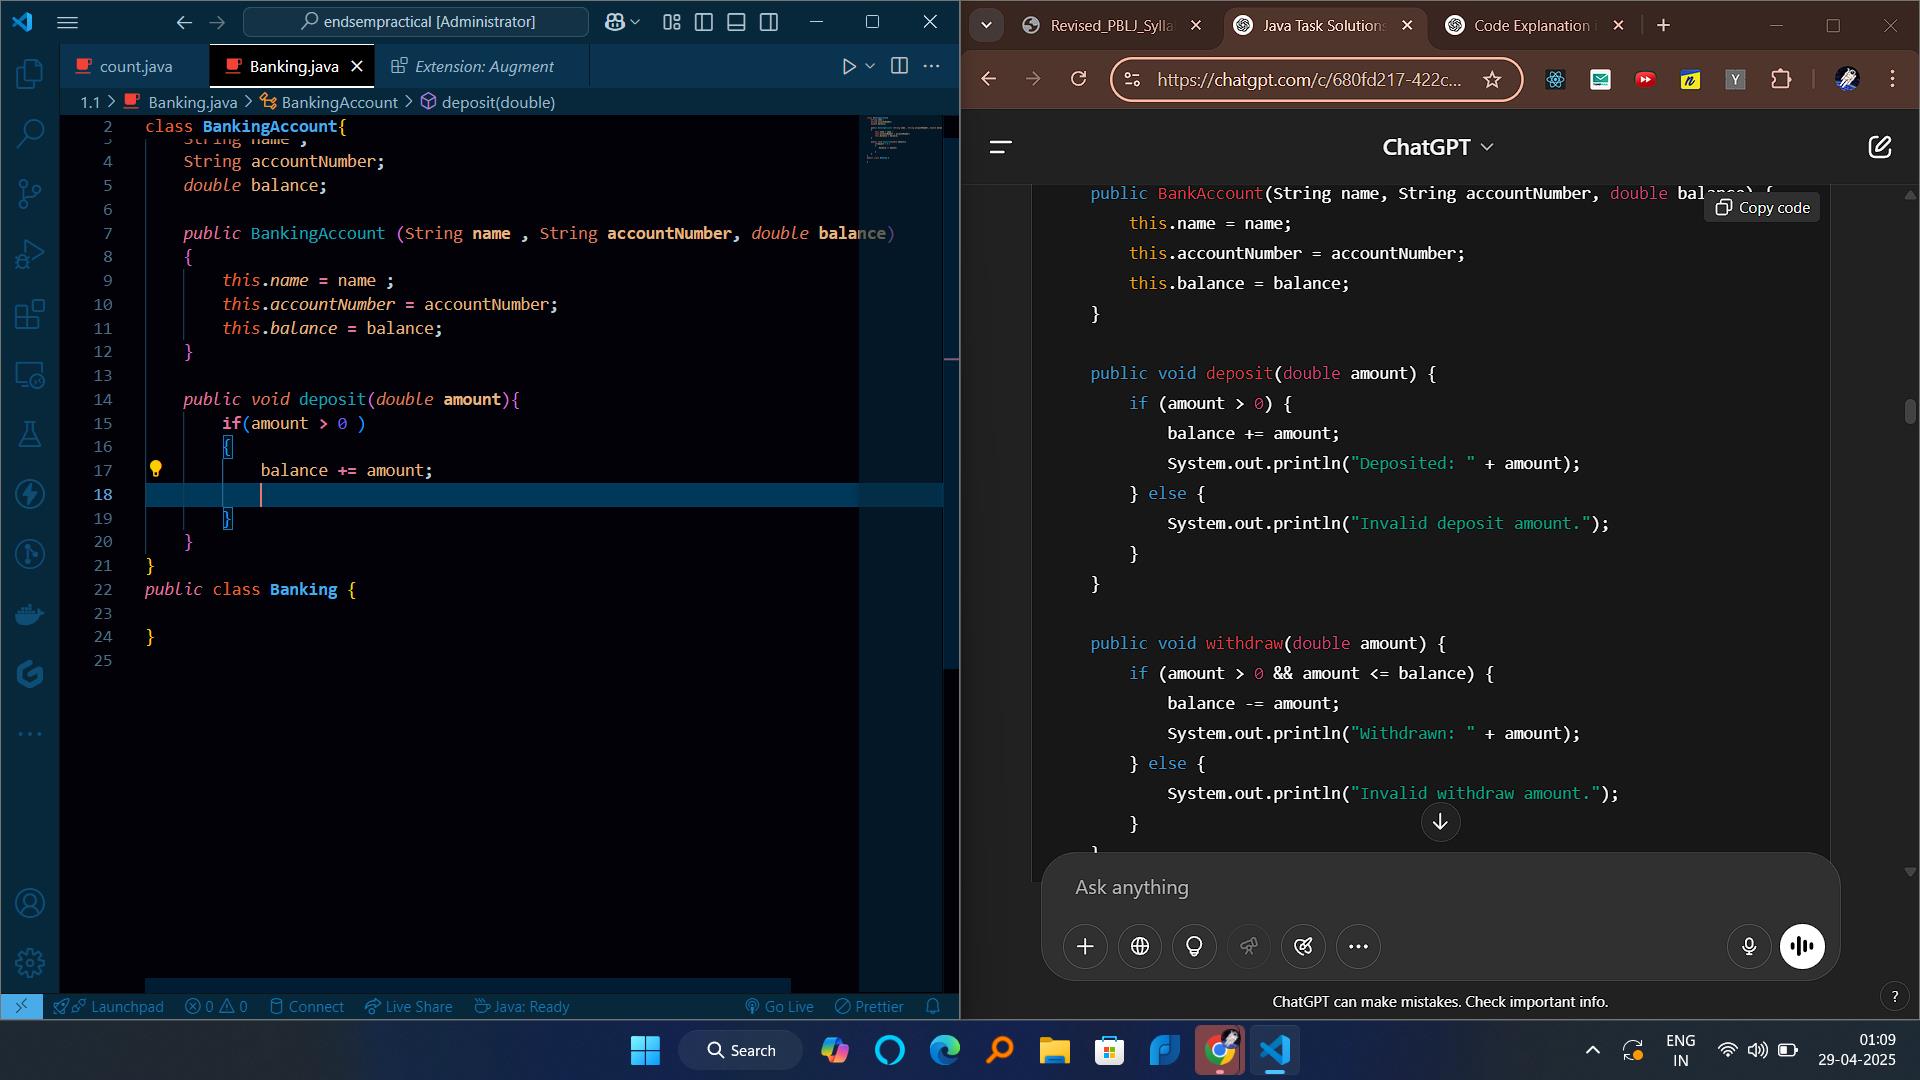 endsempractical [Administrator]
count.java
Banking.java
Extension: Augment
1.1 > Banking.java > BankingAccount > deposit(double)
2 class BankingAccount{
3 String name ;
4 String accountNumber;
5 double balance;
6
7 public BankingAccount (String name , String accountNumber, double balance)
8 {
9 this.name = name ;
10 this.accountNumber = accountNumber;
11 this.balance = balance;
12 }
13
14 public void deposit(double amount){
15 if(amount > 0 )
16 {
17 balance += amount;
18
19 }
20 }
21 }
22 public class Banking {
23
24 }
25
Launchpad
0 0
Connect
Live Share
Java: Ready
Go Live
Prettier
Revised_PBLJ_Sylla
Java Task Solutions
Code Explanation
https://chatgpt.com/c/680fd217-422c...
ChatGPT
Copy code
public BankAccount(String name, String accountNumber, double balance) {
this.name = name;
this.accountNumber = accountNumber;
this.balance = balance;
}
public void deposit(double amount) {
if (amount > 0) {
balance += amount;
System.out.println("Deposited: " + amount);
} else {
System.out.println("Invalid deposit amount.");
}
}
public void withdraw(double amount) {
if (amount > 0 && amount <= balance) {
balance -= amount;
System.out.println("Withdrawn: " + amount);
} else {
System.out.println("Invalid withdraw amount.");
}
}
Ask anything
ChatGPT can make mistakes. Check important info.
?
Search
ENG
IN
01:09
29-04-2025